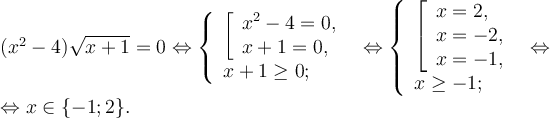 $(x^2-4)\sqrt{x+1}=0 \Leftrightarrow \left\{\begin{array}{l}\left[\begin{array}{l}x^2-4=0,\\ x+1=0,\end{array}\right.\\ x+1\geq 0;\end{array}\right. \Leftrightarrow \left\{\begin{array}{l}\left[\begin{array}{l}x=2,\\ x=-2,\\ x=-1,\end{array}\right.\\ x\geq -1;\end{array}\right. \Leftrightarrow$
$\Leftrightarrow x\in\{-1;2\}.$